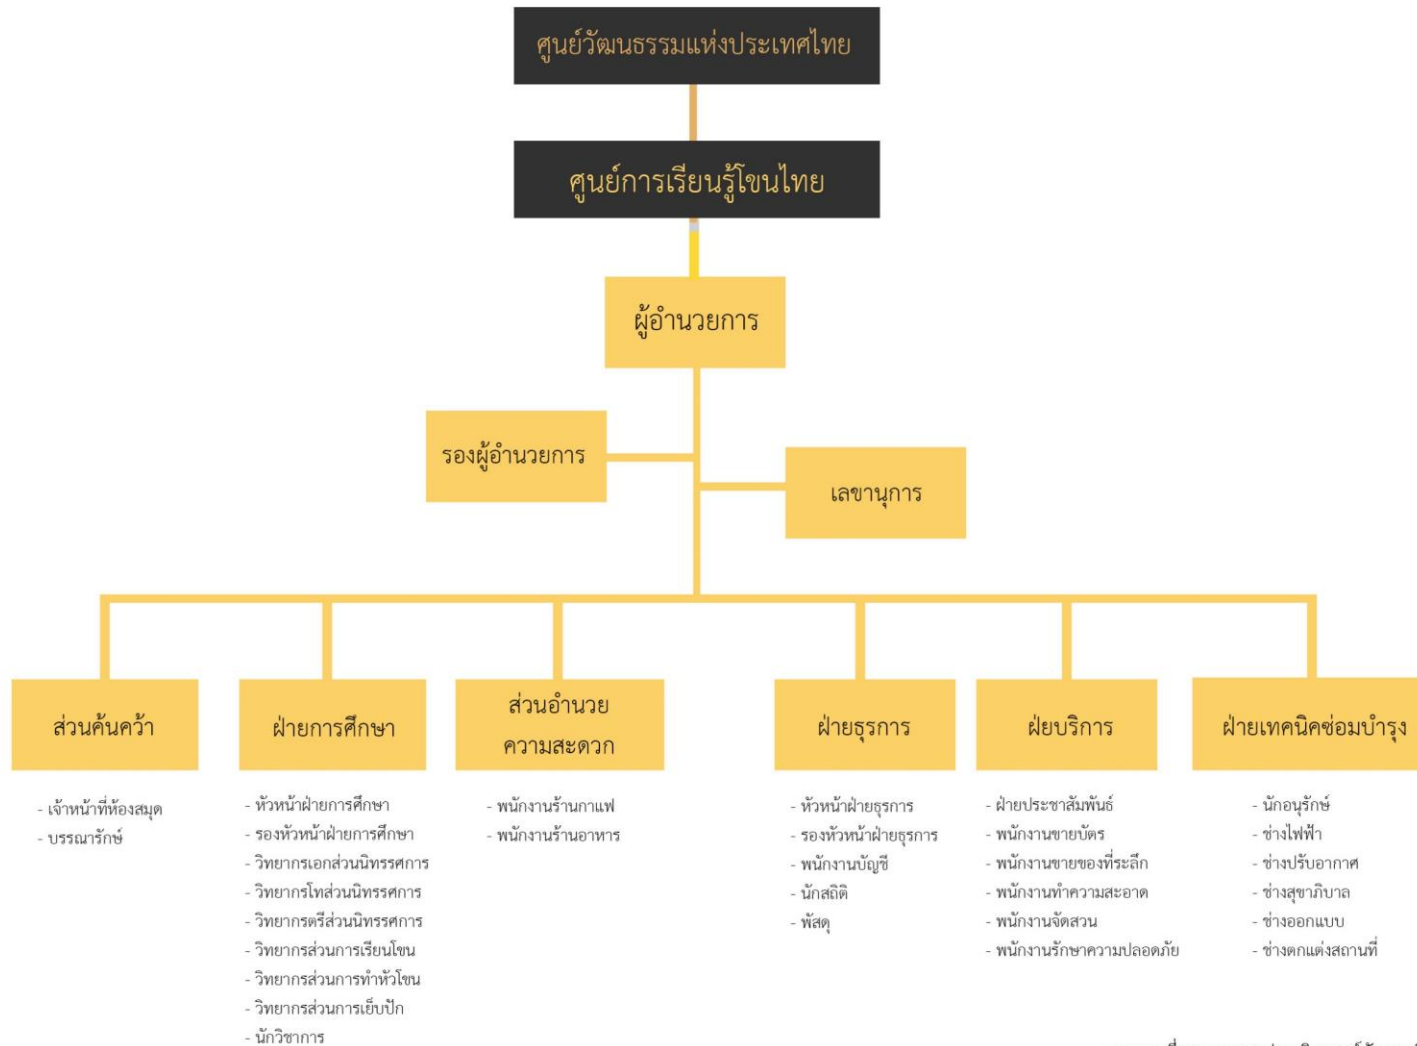 ศูนย์วัฒนธรรมแห่งประเทศไทย
ศูนย์การเรียนรู้โขนไทย
ผู้อำนวยการ
รองผู้อำนวยการ
เลขานุการ
ส่วนค้นคว้า
- เจ้าหน้าที่ห้องสมุด
- บรรณารักษ์
ฝ่ายการศึกษา
- หัวหน้าฝ่ายการศึกษา
- รองหัวหน้าฝ่ายการศึกษา
- วิทยากรเอกส่วนนิทรรศการ
- วิทยากรโทส่วนนิทรรศการ
- วิทยากรตรีส่วนนิทรรศการ
- วิทยากรส่วนการเรียนโขน
- วิทยากรส่วนการทำหัวโขน
- วิทยากรส่วนการเย็บปัก
- นักวิชาการ
ส่วนอำนวย
ความสะดวก
- พนักงานร้านกาแฟ
- พนักงานร้านอาหาร
ฝ่ายธุรการ
- หัวหน้าฝ่ายธุรการ
- รองหัวหน้าฝ่ายธุรการ
- พนักงานบัญชี
- นักสถิติ
- พัสดุ
ฝ่ยบริการ
- ฝ่ายประชาสัมพันธ์
- พนักงานขายบัตร
- พนักงานขายของที่ระลึก
- พนักงานทำความสะอาด
- พนักงานจัดสวน
- พนักงานรักษาความปลอดภัย
ฝ่ายเทคนิคซ่อมบำรุง
- นักอนุรักษ์
- ช่างไฟฟ้า
- ช่างปรับอากาศ
- ช่างสุขาภิบาล
- ช่างออกแบบ
- ช่างตกแต่งสถานที่